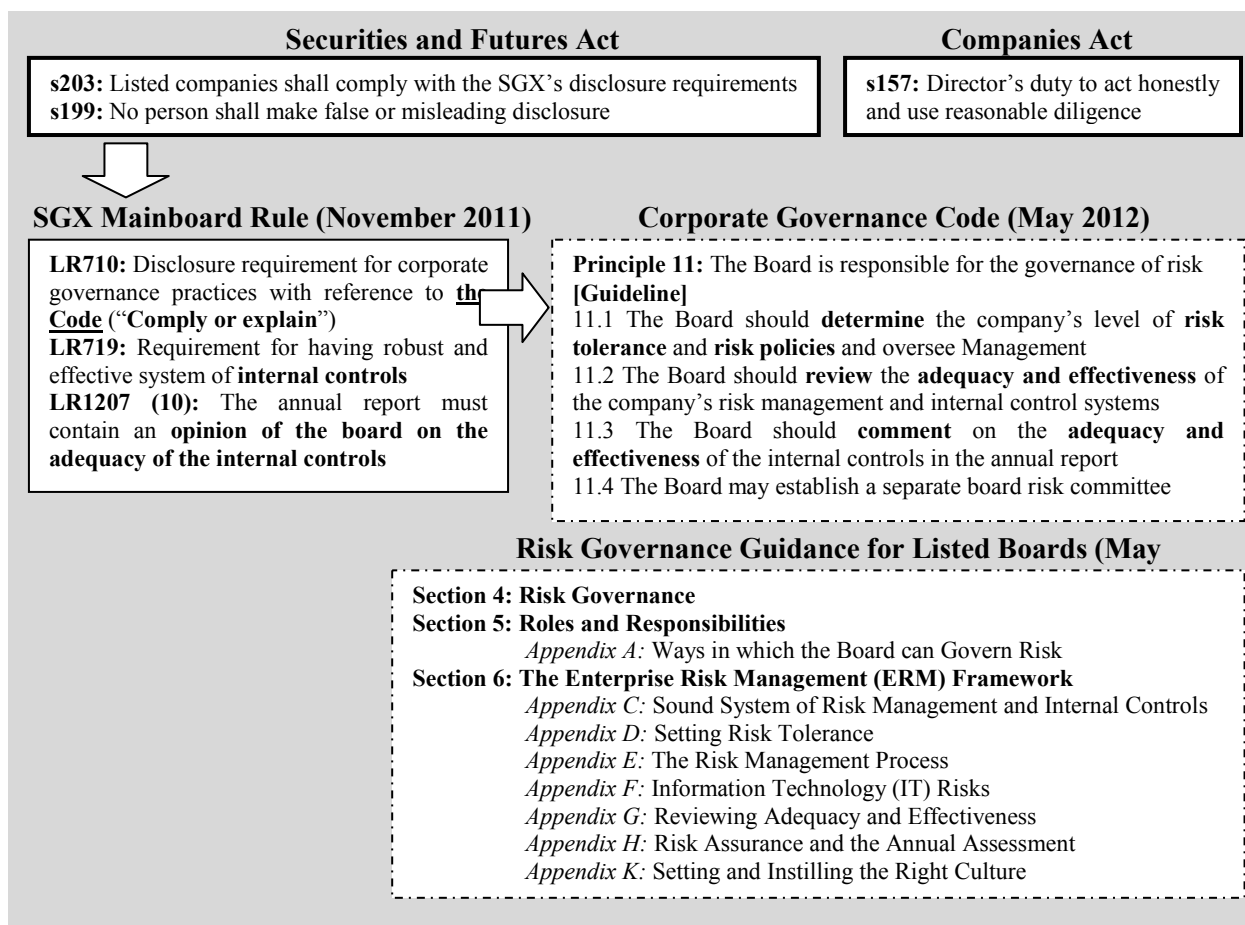 Securities and Futures Act
s203: Listed companies shall comply with the SGX's disclosure requirements
s199: No person shall make false or misleading disclosure
Companies Act
s157: Director's duty to act honestly
and use reasonable diligence
SGX Mainboard Rule (November 2011)
LR710: Disclosure requirement for corporate
governance practices with reference to the
Code ("Comply or explain")
LR719: Requirement for having robust and
effective system of internal controls
LR1207 (10): The annual report must
contain an opinion of the board on the
adequacy of the internal controls
Corporate Governance Code (May 2012)
Principle 11: The Board is responsible for the governance of risk
[Guideline]
11.1 The Board should determine the company's level of risk
tolerance and risk policies and oversee Management
11.2 The Board should review the adequacy and effectiveness of
the company's risk management and internal control systems
11.3 The Board should comment on the adequacy and
effectiveness of the internal controls in the annual report
11.4 The Board may establish a separate board risk committee
Risk Governance Guidance for Listed Boards (May
Section 4: Risk Governance
Section 5: Roles and Responsibilities
Appendix A: Ways in which the Board can Govern Risk
Section 6: The Enterprise Risk Management (ERM) Framework
Appendix C: Sound System of Risk Management and Internal Controls
Appendix D: Setting Risk Tolerance
Appendix E: The Risk Management Process
Appendix F: Information Technology (IT) Risks
Appendix G: Reviewing Adequacy and Effectiveness
Appendix H: Risk Assurance and the Annual Assessment
Appendix K: Setting and Instilling the Right Culture